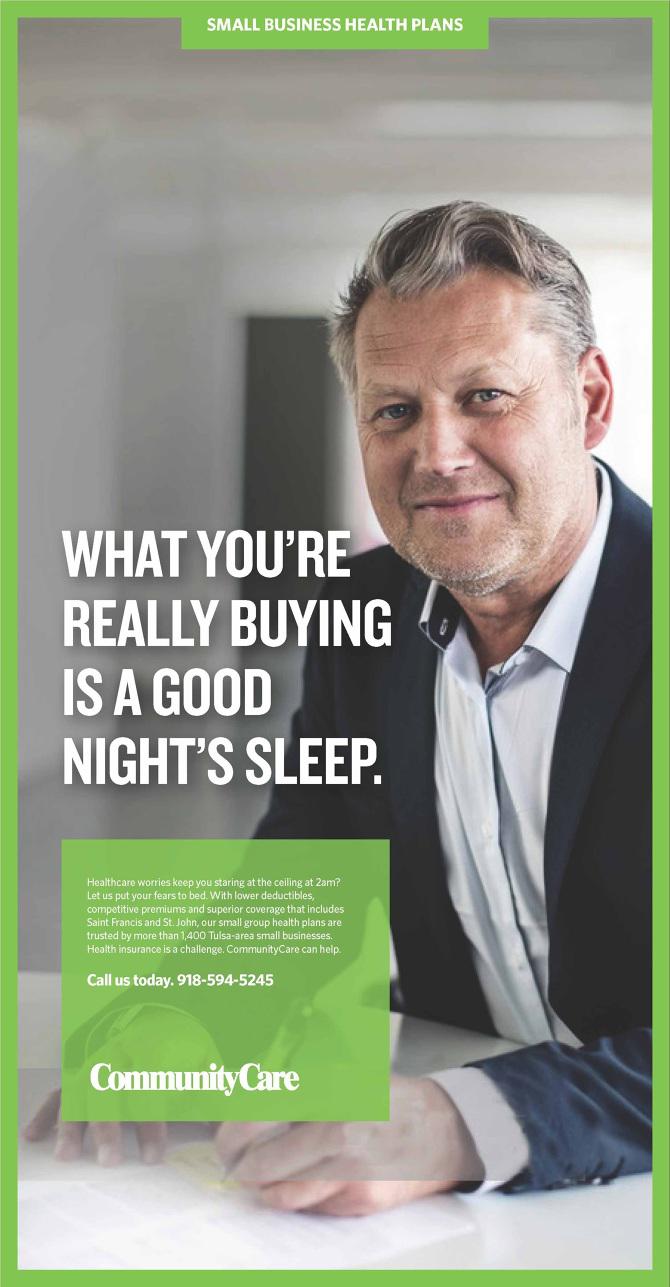 SMALL BUSINESS HEALTH PLANS
WHAT YOU'RE
REALLY BUYING
IS A GOOD
NIGHT'S SLEEP.
Healthcare worries keep you staring at the ceiling at 2am?
Let us put your fears to bed. With lower deductibles,
competitive premiums and superior coverage that includes
Saint Francis and St. John, our small group health plans are
trusted by more than 1,400 Tulsa-area small businesses.
Health insurance is a challenge. CommunityCare can help.
Call us today. 918-594-5245
CommunityCare